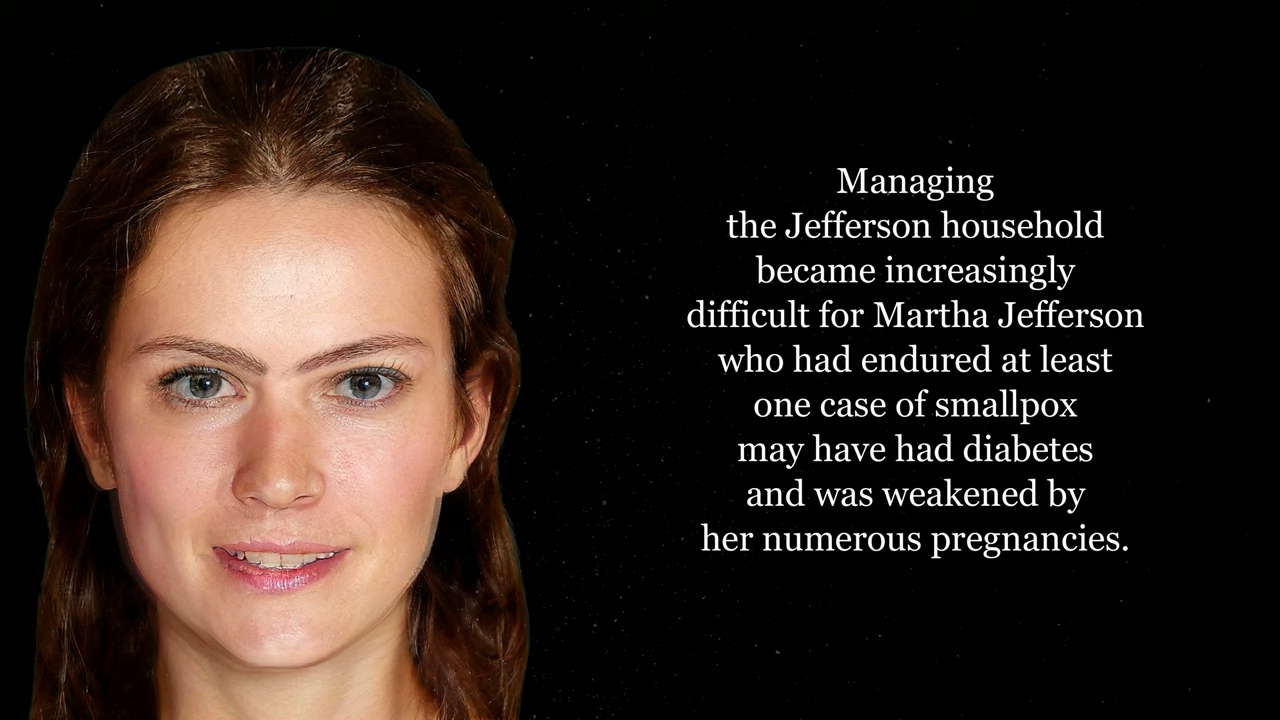 Managing
the Jefferson household
became increasingly
difficult for Martha Jefferson
who had endured at least
one case of smallpox
may have had diabetes
and was weakened by
her numerous pregnancies.